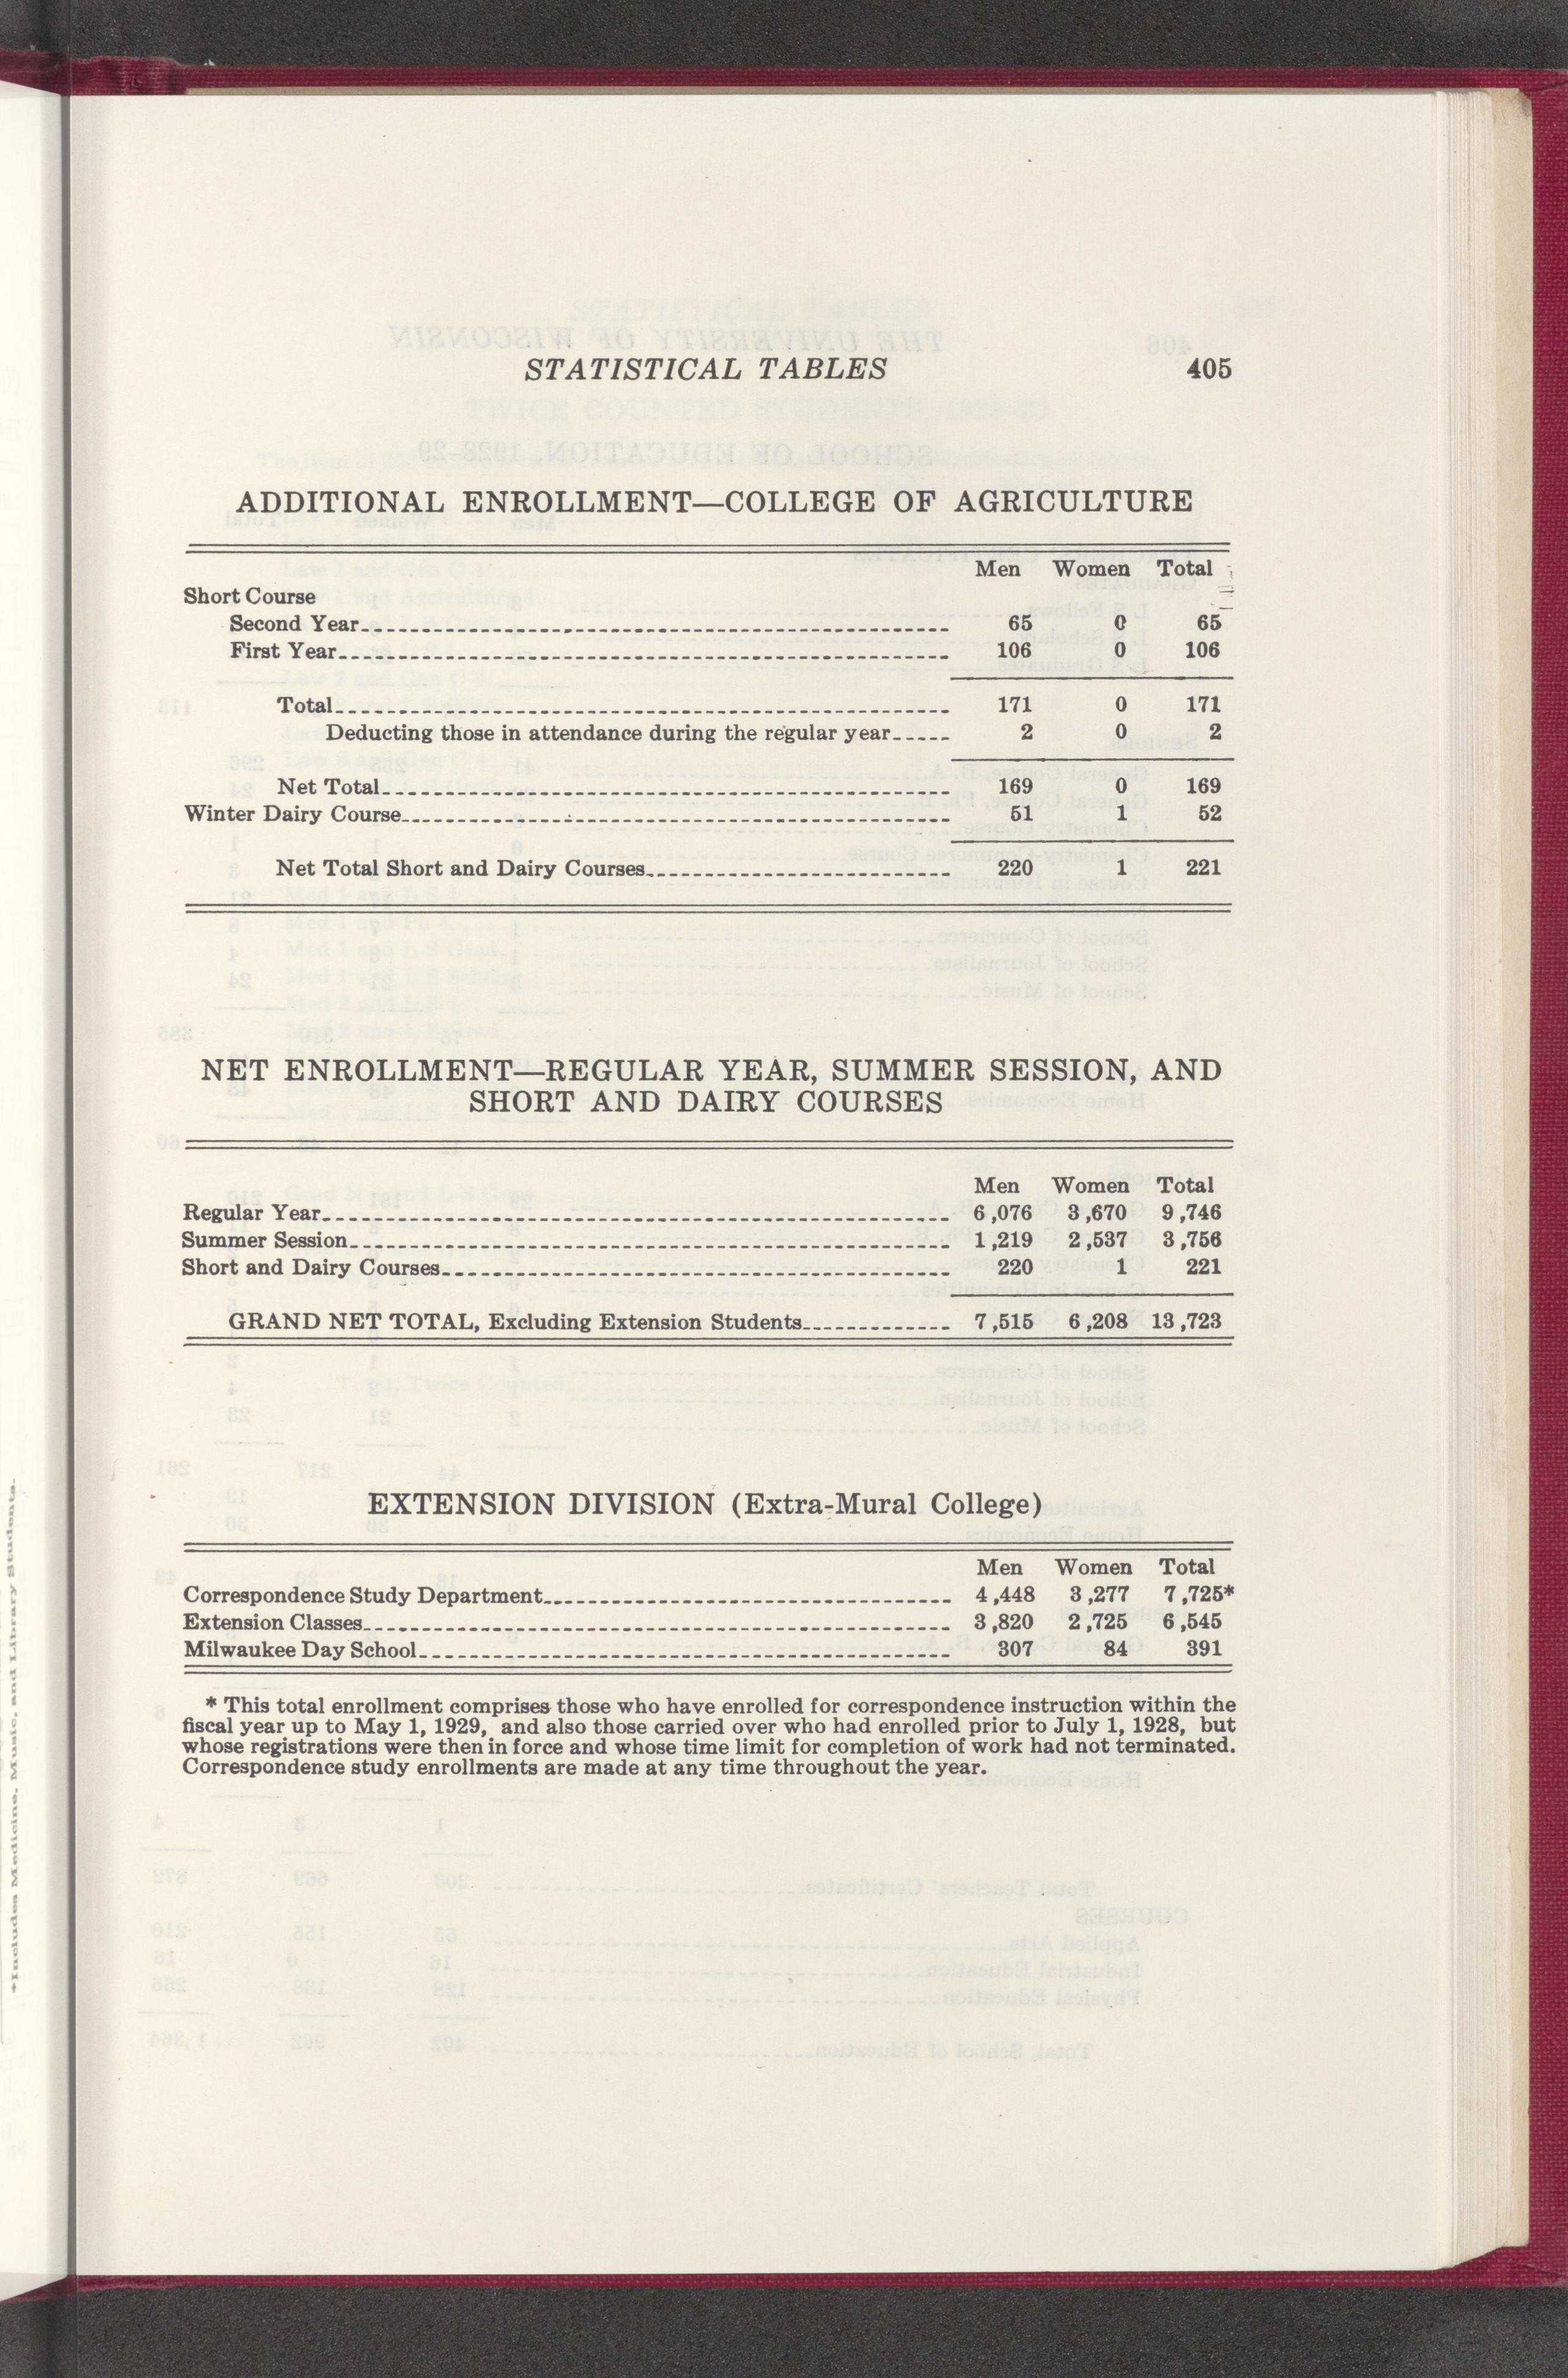 STATISTICAL TABLES 405
ADDITIONAL ENROLLMENT—COLLEGE OF AGRICULTURE
Men Women Total
Short Course
Second Year 65 0 65
First Year 106 0 106
Total 171 0 171
Deducting those in attendance during the regular year 2 0 2
Net Total 169 0 169
Winter Dairy Course 51 1 52
Net Total Short and Dairy Courses 220 1 221
NET ENROLLMENT—REGULAR YEAR, SUMMER SESSION, AND
SHORT AND DAIRY COURSES
Men Women Total
Regular Year 6,076 3,670 9,746
Summer Session 1,219 2,537 3,756
Short and Dairy Courses 220 1 221
GRAND NET TOTAL, Excluding Extension Students 7,515 6,208 13,723
EXTENSION DIVISION (Extra-Mural College)
Men Women Total
Correspondence Study Department 4,448 3,277 7,725*
Extension Classes 3,820 2,725 6,545
Milwaukee Day School 307 84 391
* This total enrollment comprises those who have enrolled for correspondence instruction within the
fiscal year up to May 1, 1929, and also those carried over who had enrolled prior to July 1, 1928, but
whose registrations were then in force and whose time limit for completion of work had not terminated.
Correspondence study enrollments are made at any time throughout the year.
*Includes Medicine, Music, and Library Students.